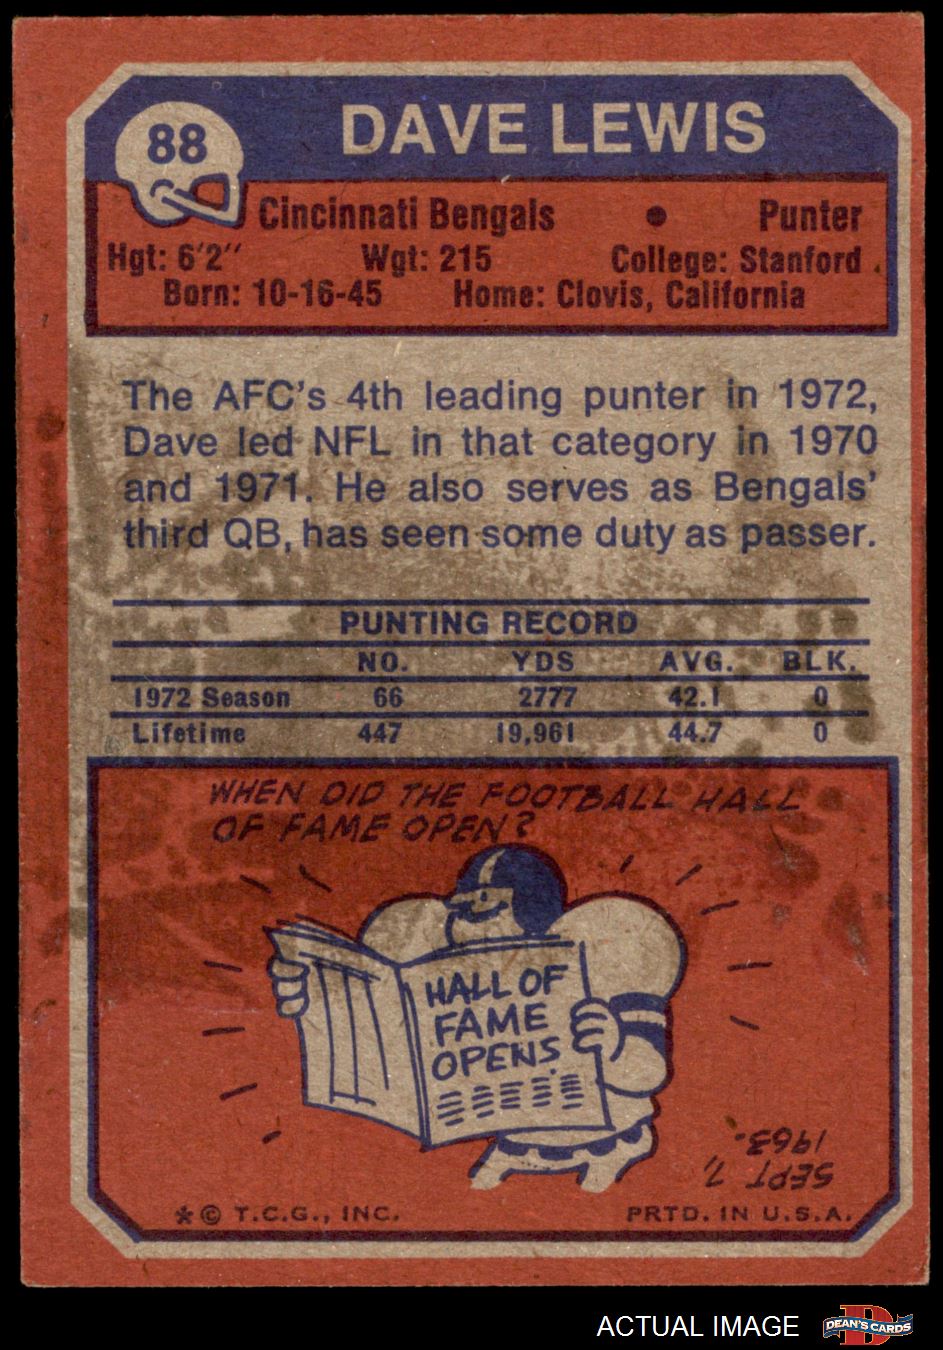 88
DAVE LEWIS
Cincinnati Bengals • Punter
Hgt: 6'2" Wgt: 215 College: Stanford
Born: 10-16-45 Home: Clovis, California
The AFC's 4th leading punter in 1972,
Dave led NFL in that category in 1970
and 1971. He also serves as Bengals'
third QB, has seen some duty as passer.
PUNTING RECORD
NO. YDS AVG. BLK.
1972 Season 66 2777 42.1 0
Lifetime 447 19,961 44.7 0
WHEN DID THE FOOTBALL HALL
OF FAME OPEN?
HALL OF
FAME
OPENS
SEPT 7,
1963.
* © T.C.G., INC. PRTD. IN U.S.A.
ACTUAL IMAGE DEAN'S CARDS